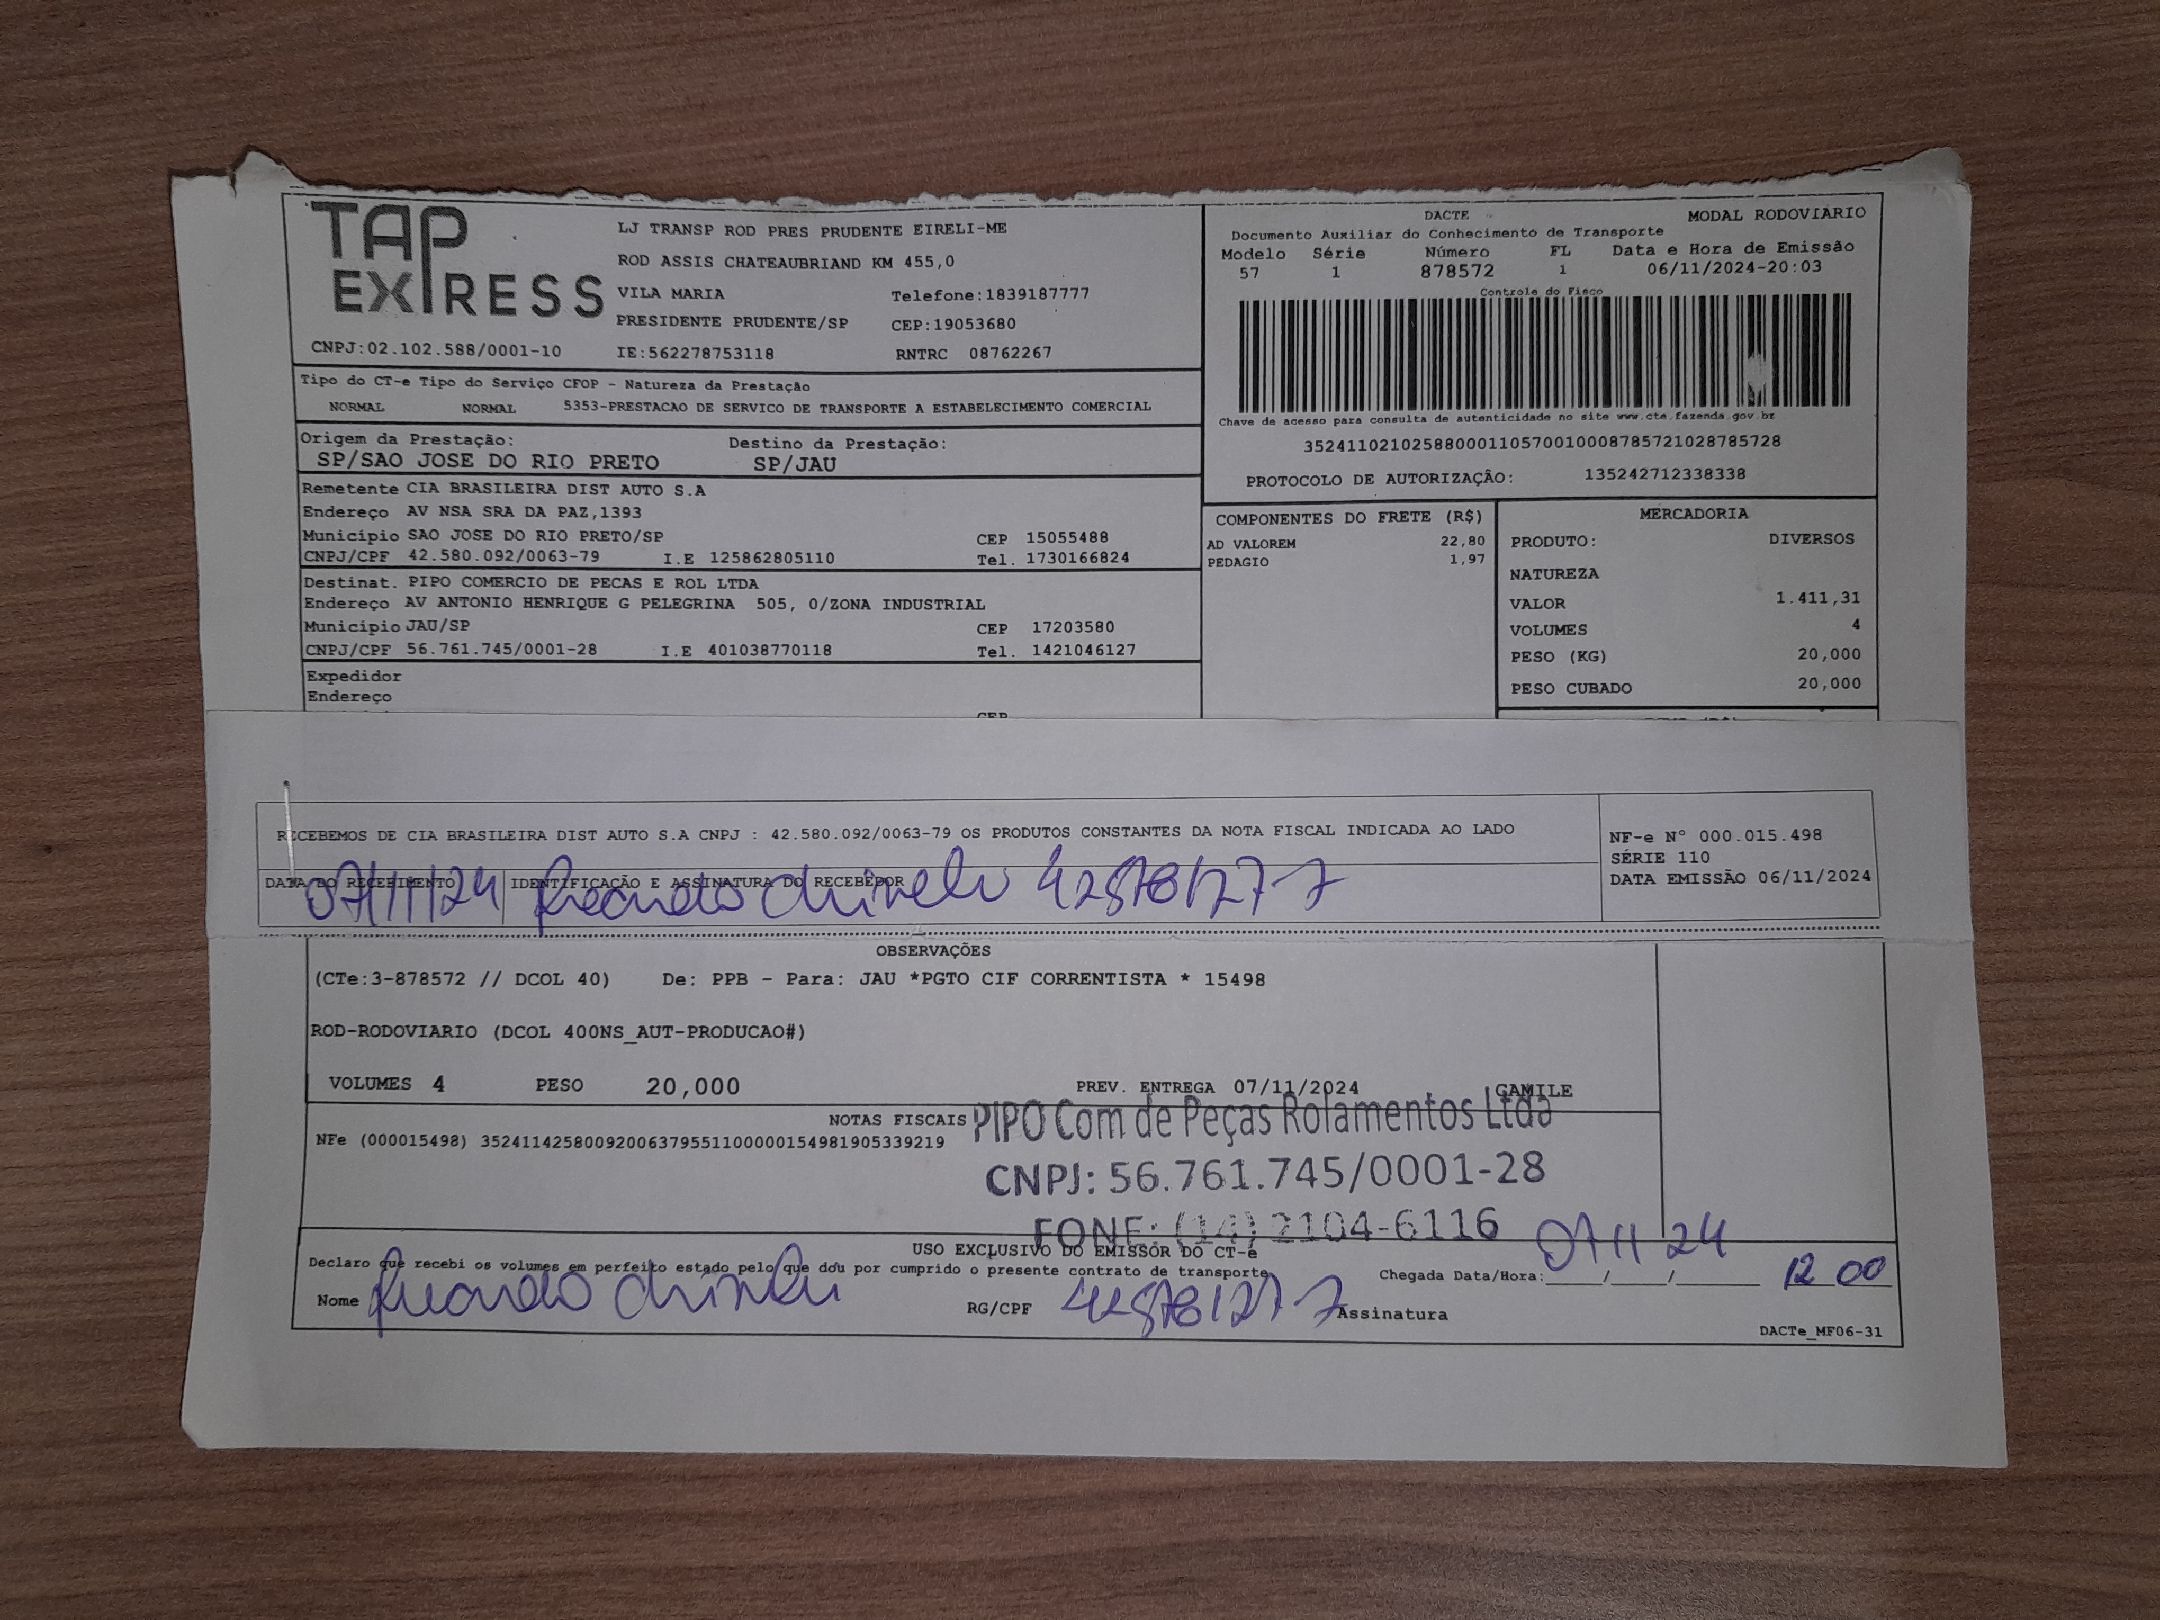 TAP EXPRESS
LJ TRANSP ROD PRES PRUDENTE EIRELI-ME
ROD ASSIS CHATEAUBRIAND KM 455,0
VILA MARIA Telefone:1839187777
PRESIDENTE PRUDENTE/SP CEP:19053680
CNPJ:02.102.588/0001-10 IE:562278753118 RNTRC 08762267
DACTE MODAL RODOVIARIO
Documento Auxiliar do Conhecimento de Transporte
Modelo Série Número FL Data e Hora de Emissão
57 1 878572 1 06/11/2024-20:03
Controle do Fisco
Chave de acesso para consulta de autenticidade no site www.cte.fazenda.gov.br
35241102102588000110570010008785721028785728
PROTOCOLO DE AUTORIZAÇÂO: 135242712338338
Tipo do CT-e Tipo do Serviço CFOP - Natureza da Prestação
NORMAL NORMAL 5353-PRESTACAO DE SERVICO DE TRANSPORTE A ESTABELECIMENTO COMERCIAL
Origem da Prestação: Destino da Prestação:
SP/SAO JOSE DO RIO PRETO SP/JAU
Remetente CIA BRASILEIRA DIST AUTO S.A
Endereço AV NSA SRA DA PAZ,1393
Município SAO JOSE DO RIO PRETO/SP CEP 15055488
CNPJ/CPF 42.580.092/0063-79 I.E 125862805110 Tel. 1730166824
Destinat. PIPO COMERCIO DE PECAS E ROL LTDA
Endereço AV ANTONIO HENRIQUE G PELEGRINA 505, 0/ZONA INDUSTRIAL
Município JAU/SP CEP 17203580
CNPJ/CPF 56.761.745/0001-28 I.E 401038770118 Tel. 1421046127
Expedidor
Endereço
CEP
COMPONENTES DO FRETE (R$)
AD VALOREM 22,80
PEDAGIO 1,97
MERCADORIA
PRODUTO: DIVERSOS
NATUREZA
VALOR 1.411,31
VOLUMES 4
PESO (KG) 20,000
PESO CUBADO 20,000
RECEBEMOS DE CIA BRASILEIRA DIST AUTO S.A CNPJ : 42.580.092/0063-79 OS PRODUTOS CONSTANTES DA NOTA FISCAL INDICADA AO LADO
NF-e N° 000.015.498
SÉRIE 110
DATA EMISSÃO 06/11/2024
DATA DO RECEBIMENTO IDENTIFICAÇÃO E ASSINATURA DO RECEBEDOR
07/11/24
OBSERVAÇÕES
(CTe:3-878572 // DCOL 40) De: PPB - Para: JAU *PGTO CIF CORRENTISTA * 15498
ROD-RODOVIARIO (DCOL 400NS_AUT-PRODUCAO#)
VOLUMES 4 PESO 20,000 PREV. ENTREGA 07/11/2024 GAMILE
NOTAS FISCAIS
NFe (000015498) 35241142580092006379551100000154981905339219
PIPO Com de Peças Rolamentos Ltda
CNPJ: 56.761.745/0001-28
FONE: (14) 2104-6116
USO EXCLUSIVO DO EMISSOR DO CT-e
Declaro que recebi os volumes em perfeito estado pelo que dou por cumprido o presente contrato de transporte
Chegada Data/Hora: 07 11 24 12 00
Nome RG/CPF Assinatura
DACTe_MF06-31